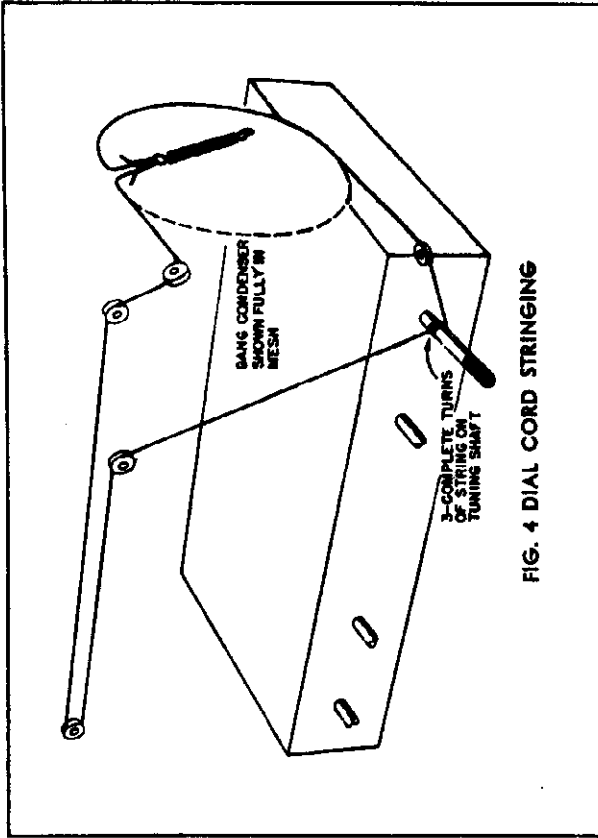 GANG CONDENSER
SHOWN FULLY IN
MESH
3-COMPLETE TURNS
OF STRING ON
TUNING SHAFT
FIG. 4 DIAL CORD STRINGING